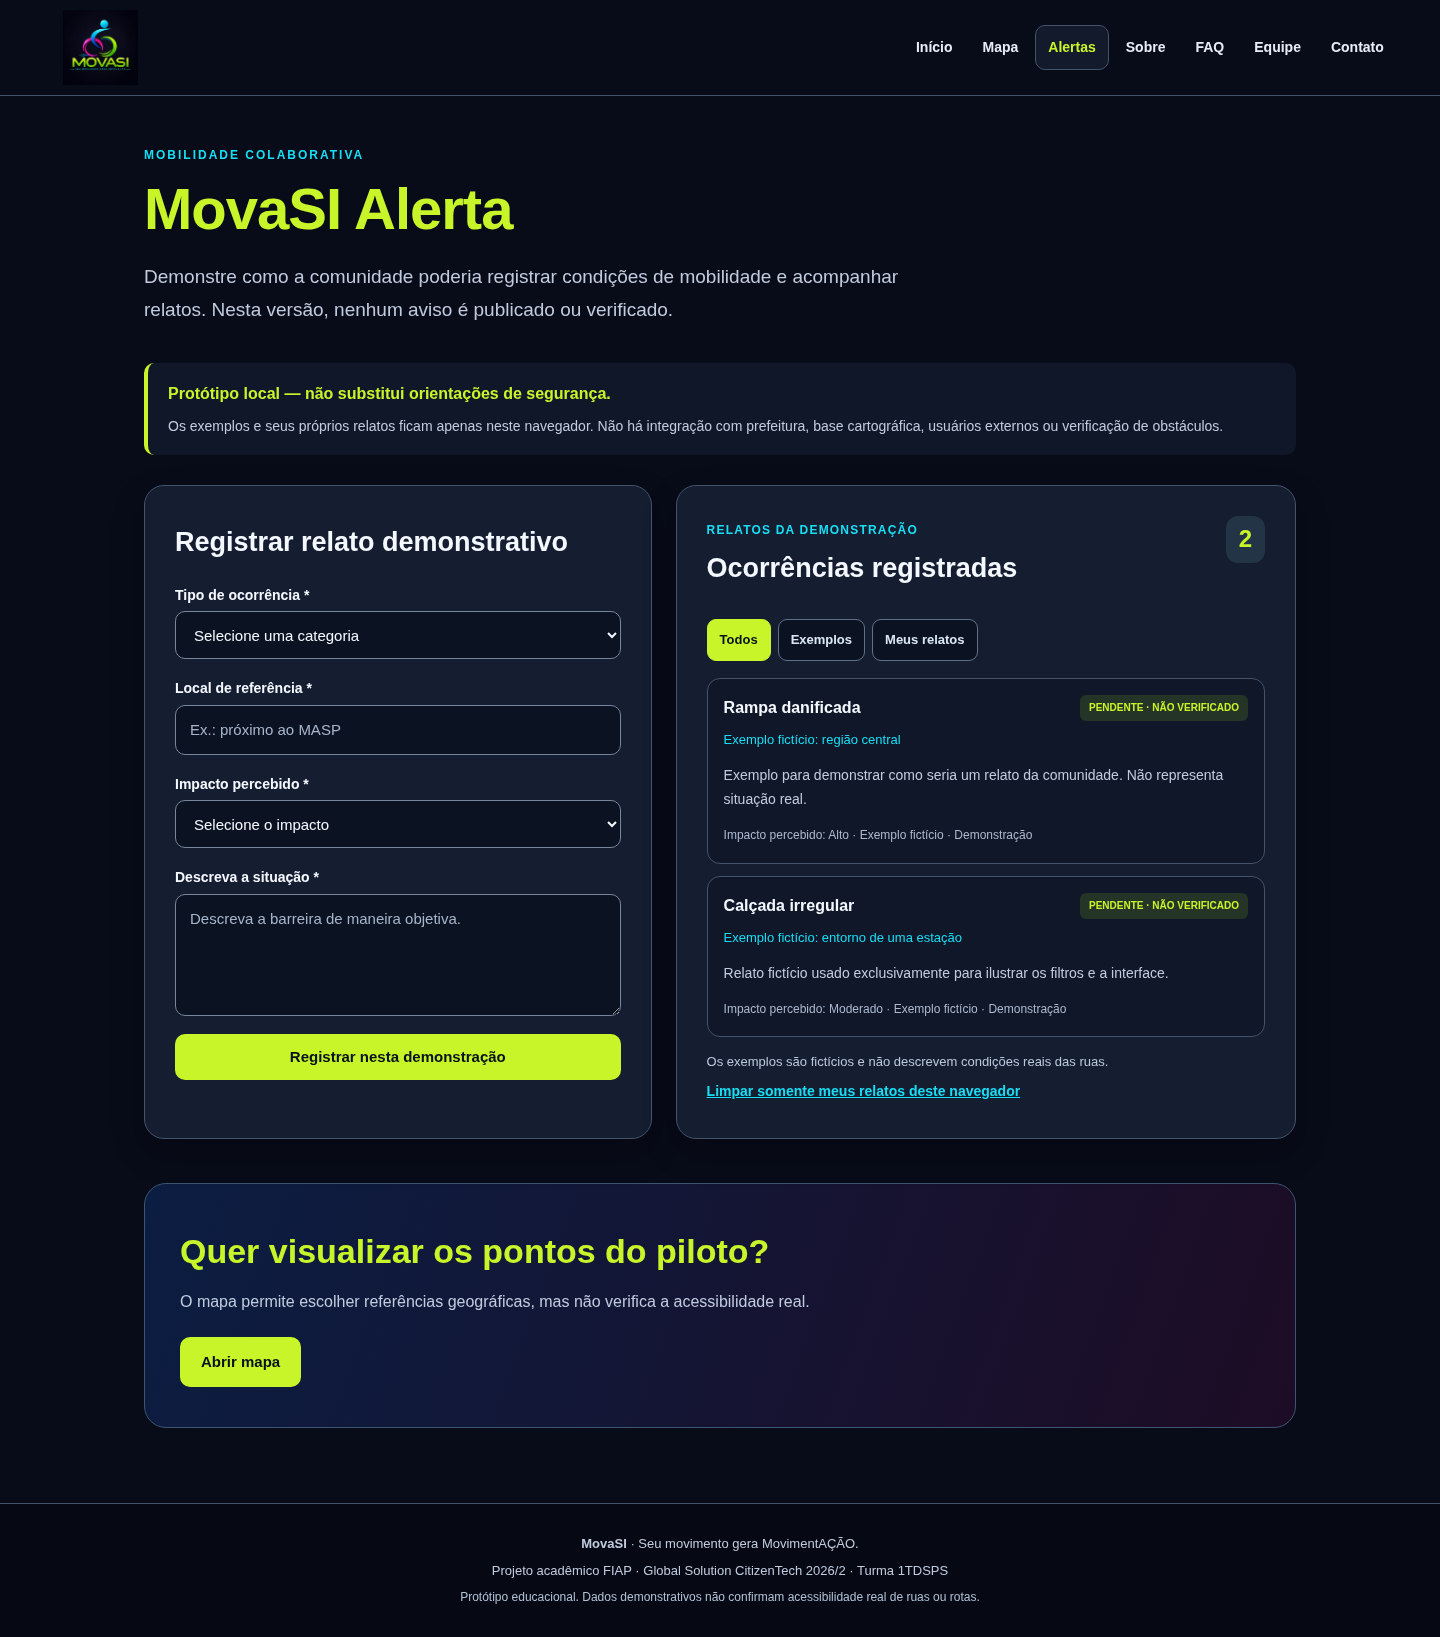 MOVASI
Início
Mapa
Alertas
Sobre
FAQ
Equipe
Contato
MOBILIDADE COLABORATIVA
MovaSI Alerta
Demonstre como a comunidade poderia registrar condições de mobilidade e acompanhar
relatos. Nesta versão, nenhum aviso é publicado ou verificado.
Protótipo local — não substitui orientações de segurança.
Os exemplos e seus próprios relatos ficam apenas neste navegador. Não há integração com prefeitura, base cartográfica, usuários externos ou verificação de obstáculos.
Registrar relato demonstrativo
Tipo de ocorrência *
Selecione uma categoria
Local de referência *
Ex.: próximo ao MASP
Impacto percebido *
Selecione o impacto
Descreva a situação *
Descreva a barreira de maneira objetiva.
Registrar nesta demonstração
RELATOS DA DEMONSTRAÇÃO
2
Ocorrências registradas
Todos
Exemplos
Meus relatos
Rampa danificada
PENDENTE · NÃO VERIFICADO
Exemplo fictício: região central
Exemplo para demonstrar como seria um relato da comunidade. Não representa
situação real.
Impacto percebido: Alto · Exemplo fictício · Demonstração
Calçada irregular
PENDENTE · NÃO VERIFICADO
Exemplo fictício: entorno de uma estação
Relato fictício usado exclusivamente para ilustrar os filtros e a interface.
Impacto percebido: Moderado · Exemplo fictício · Demonstração
Os exemplos são fictícios e não descrevem condições reais das ruas.
Limpar somente meus relatos deste navegador
Quer visualizar os pontos do piloto?
O mapa permite escolher referências geográficas, mas não verifica a acessibilidade real.
Abrir mapa
MovaSI · Seu movimento gera MovimentAÇÃO.
Projeto acadêmico FIAP · Global Solution CitizenTech 2026/2 · Turma 1TDSPS
Protótipo educacional. Dados demonstrativos não confirmam acessibilidade real de ruas ou rotas.